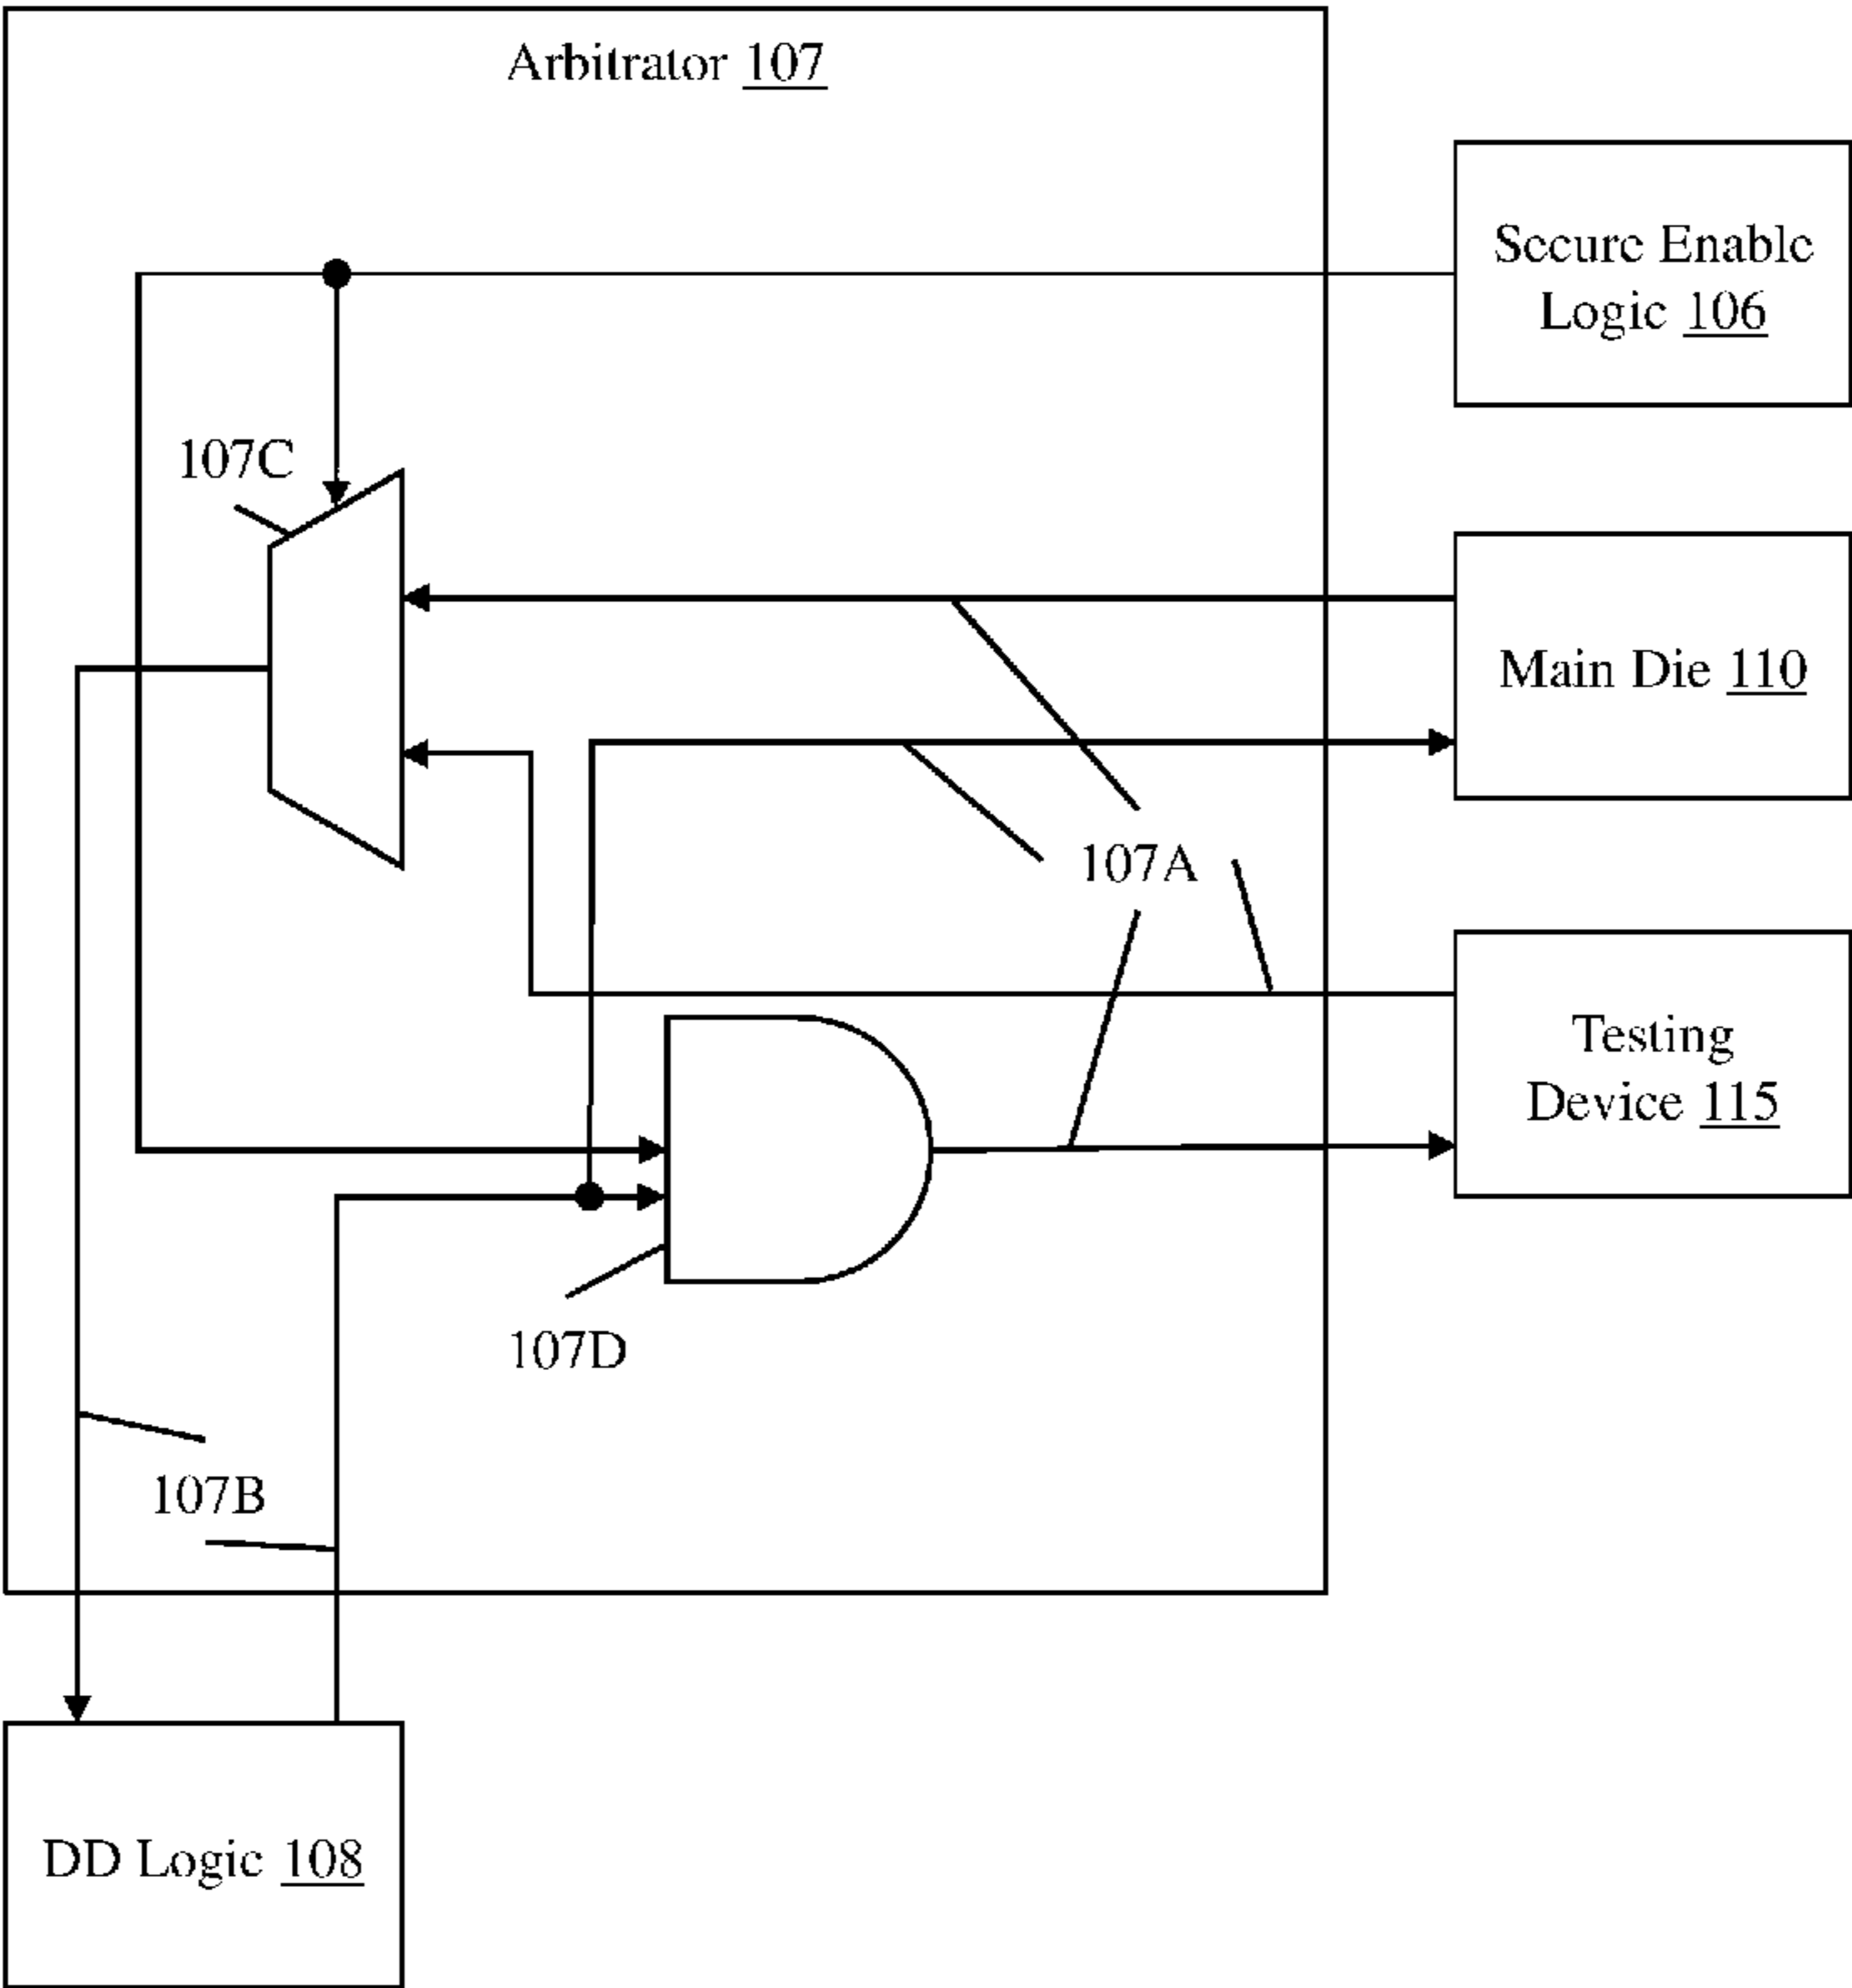 Arbitrator 107
Secure Enable
Logic 106
107C
Main Die 110
107A
Testing
Device 115
107D
107B
DD Logic 108